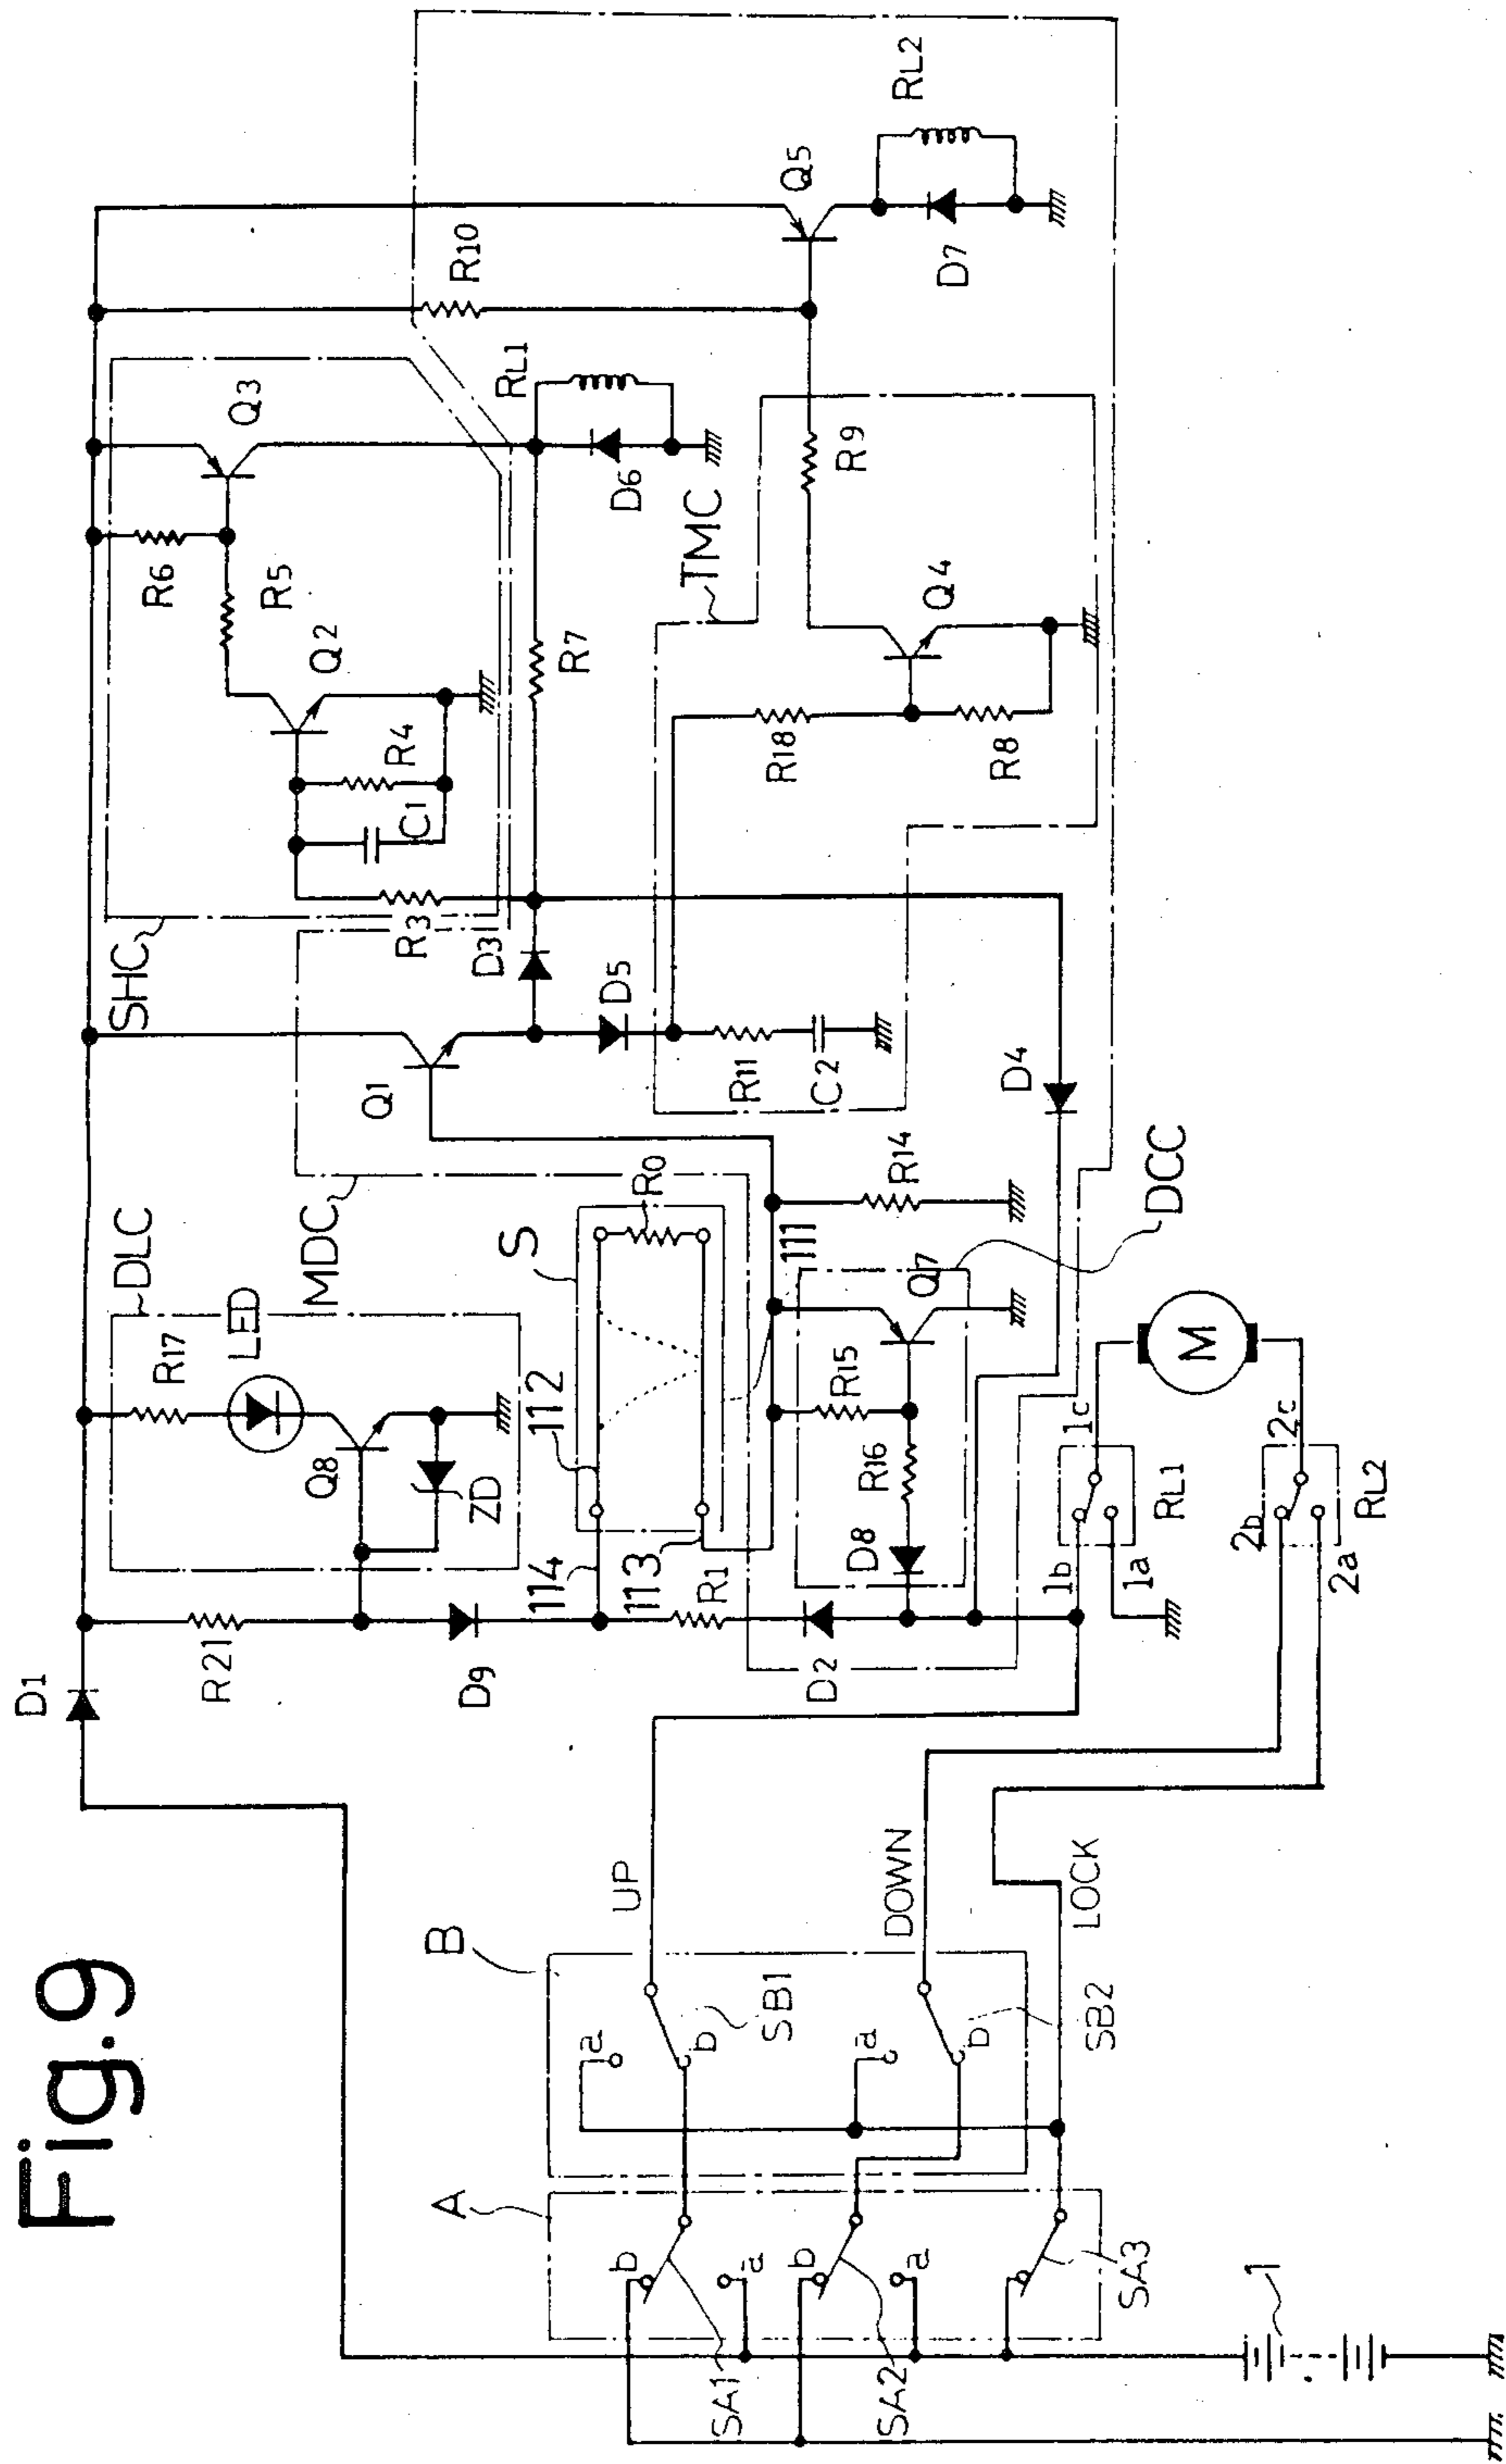 Fig.9
D1
DLC
R17
LED
Q8
ZD
R21
D9
MDC
S
R0
112
114
113
111
R1
D2
DCC
Q7
R15
R16
D8
R14
SHC
Q1
R3
D3
D5
R11
C2
D4
C1
R4
Q2
R5
R6
Q3
R7
RL1
D6
TMC
R18
R8
Q4
R9
R10
Q5
D7
RL2
M
1c
1b
1a
RL1
2c
2b
2a
RL2
UP
DOWN
LOCK
B
a
b
SB1
a
b
SB2
A
b
a
SA1
b
a
SA2
SA3
1